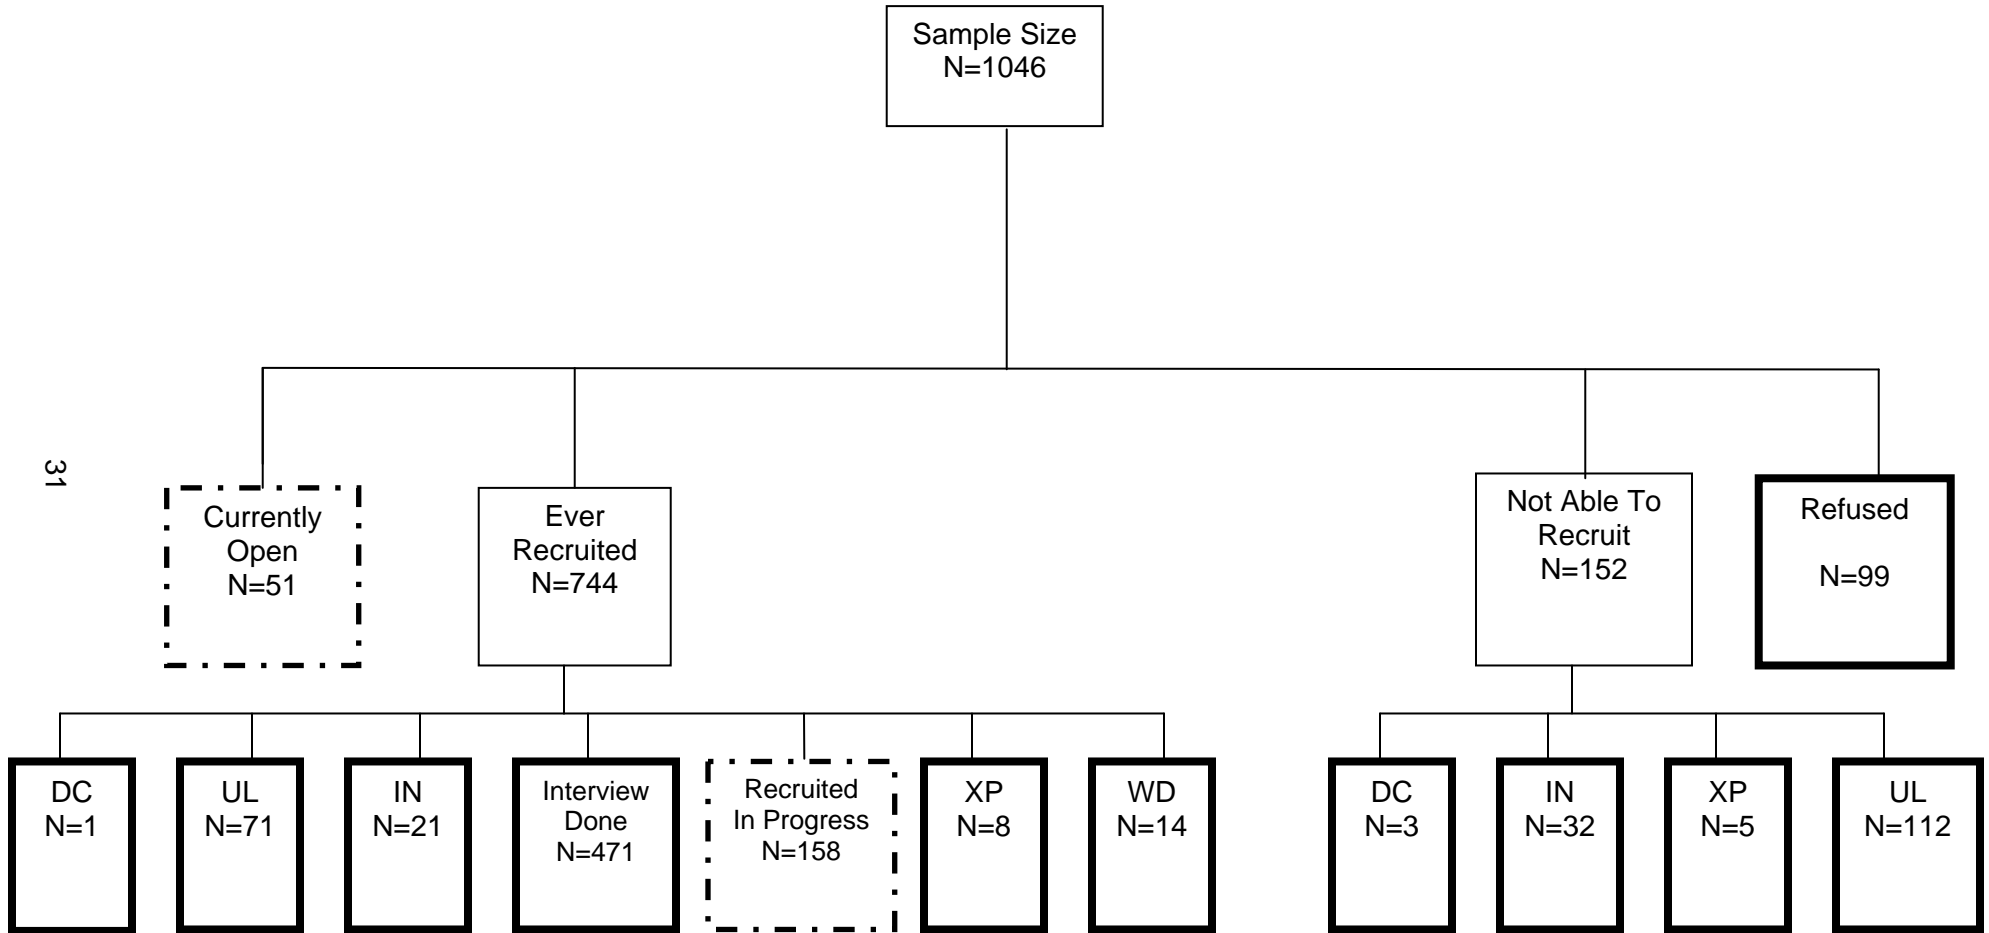 Sample Size
N=1046
31
Currently
Open
N=51
Ever
Recruited
N=744
Not Able To
Recruit
N=152
Refused
N=99
DC
N=1
UL
N=71
IN
N=21
Interview
Done
N=471
Recruited
In Progress
N=158
XP
N=8
WD
N=14
DC
N=3
IN
N=32
XP
N=5
UL
N=112